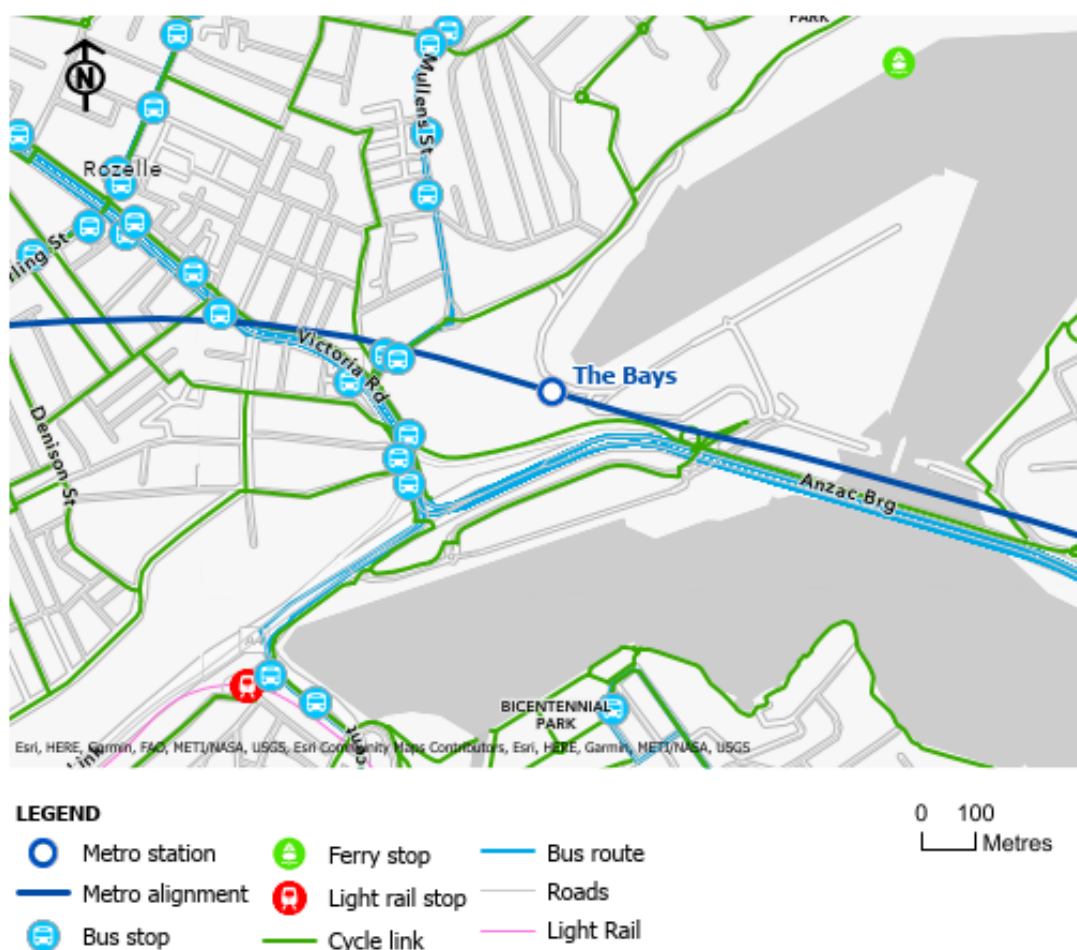 PARK
N
Mullens St
Rozelle
rling St
Victoria Rd
The Bays
Denison St
Anzac Brg
BICENTENNIAL
PARK
Esri, HERE, Garmin, FAO, METI/NASA, USGS, Esri Community Maps Contributors, Esri, HERE, Garmin, METI/NASA, USGS
LEGEND
Metro station
Metro alignment
Bus stop
Ferry stop
Light rail stop
Cycle link
Bus route
Roads
Light Rail
0 100
Metres